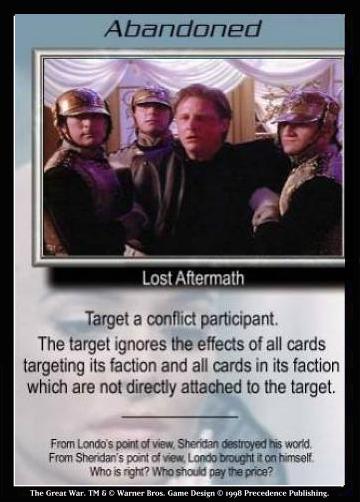 Abandoned
Lost Aftermath
Target a conflict participant.
The target ignores the effects of all cards
targeting its faction and all cards in its faction
which are not directly attached to the target.
From Londo's point of view, Sheridan destroyed his world.
From Sheridan's point of view, Londo brought it on himself.
Who is right? Who should pay the price?
The Great War. TM & © Warner Bros. Game Design © 1998 Precedence Publishing.